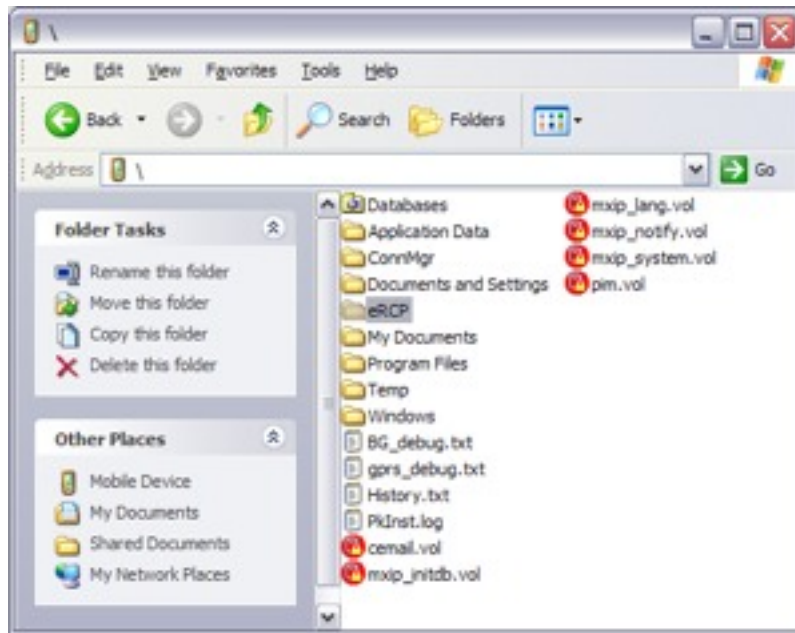 \
File Edit View Favorites Tools Help
Back Search Folders
Address \ Go
Folder Tasks
Rename this folder
Move this folder
Copy this folder
Delete this folder
Other Places
Mobile Device
My Documents
Shared Documents
My Network Places
Databases
Application Data
ConnMgr
Documents and Settings
eRCP
My Documents
Program Files
Temp
Windows
BG_debug.txt
gprs_debug.txt
History.txt
PkInst.log
cemail.vol
mxip_initdb.vol
mxip_lang.vol
mxip_notify.vol
mxip_system.vol
pim.vol